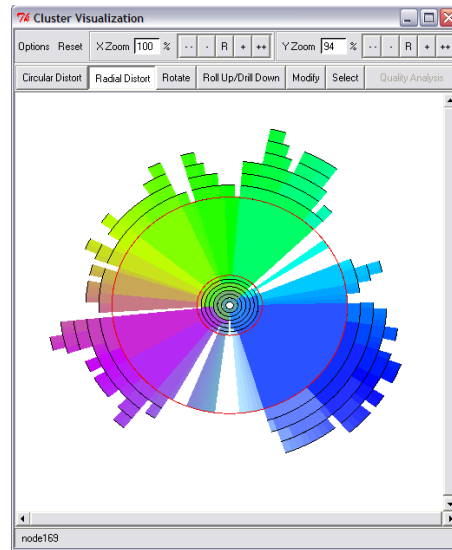 Cluster Visualization
Options Reset X Zoom 100 % -- - R + ++ Y Zoom 94 % -- - R + ++
Circular Distort Radial Distort Rotate Roll Up/Drill Down Modify Select Quality Analysis
node169